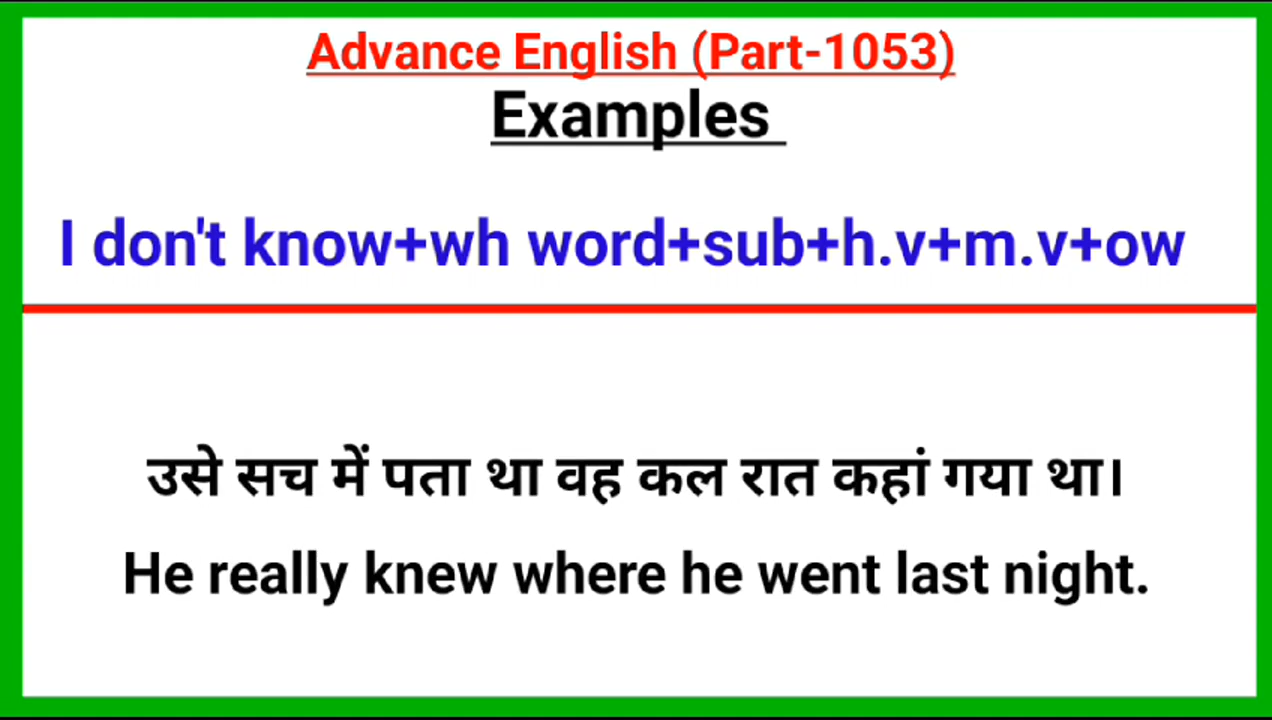 Advance English (Part-1053)
Examples
I don't know+wh word+sub+h.v+m.v+ow
उसे सच में पता था वह कल रात कहां गया था।
He really knew where he went last night.